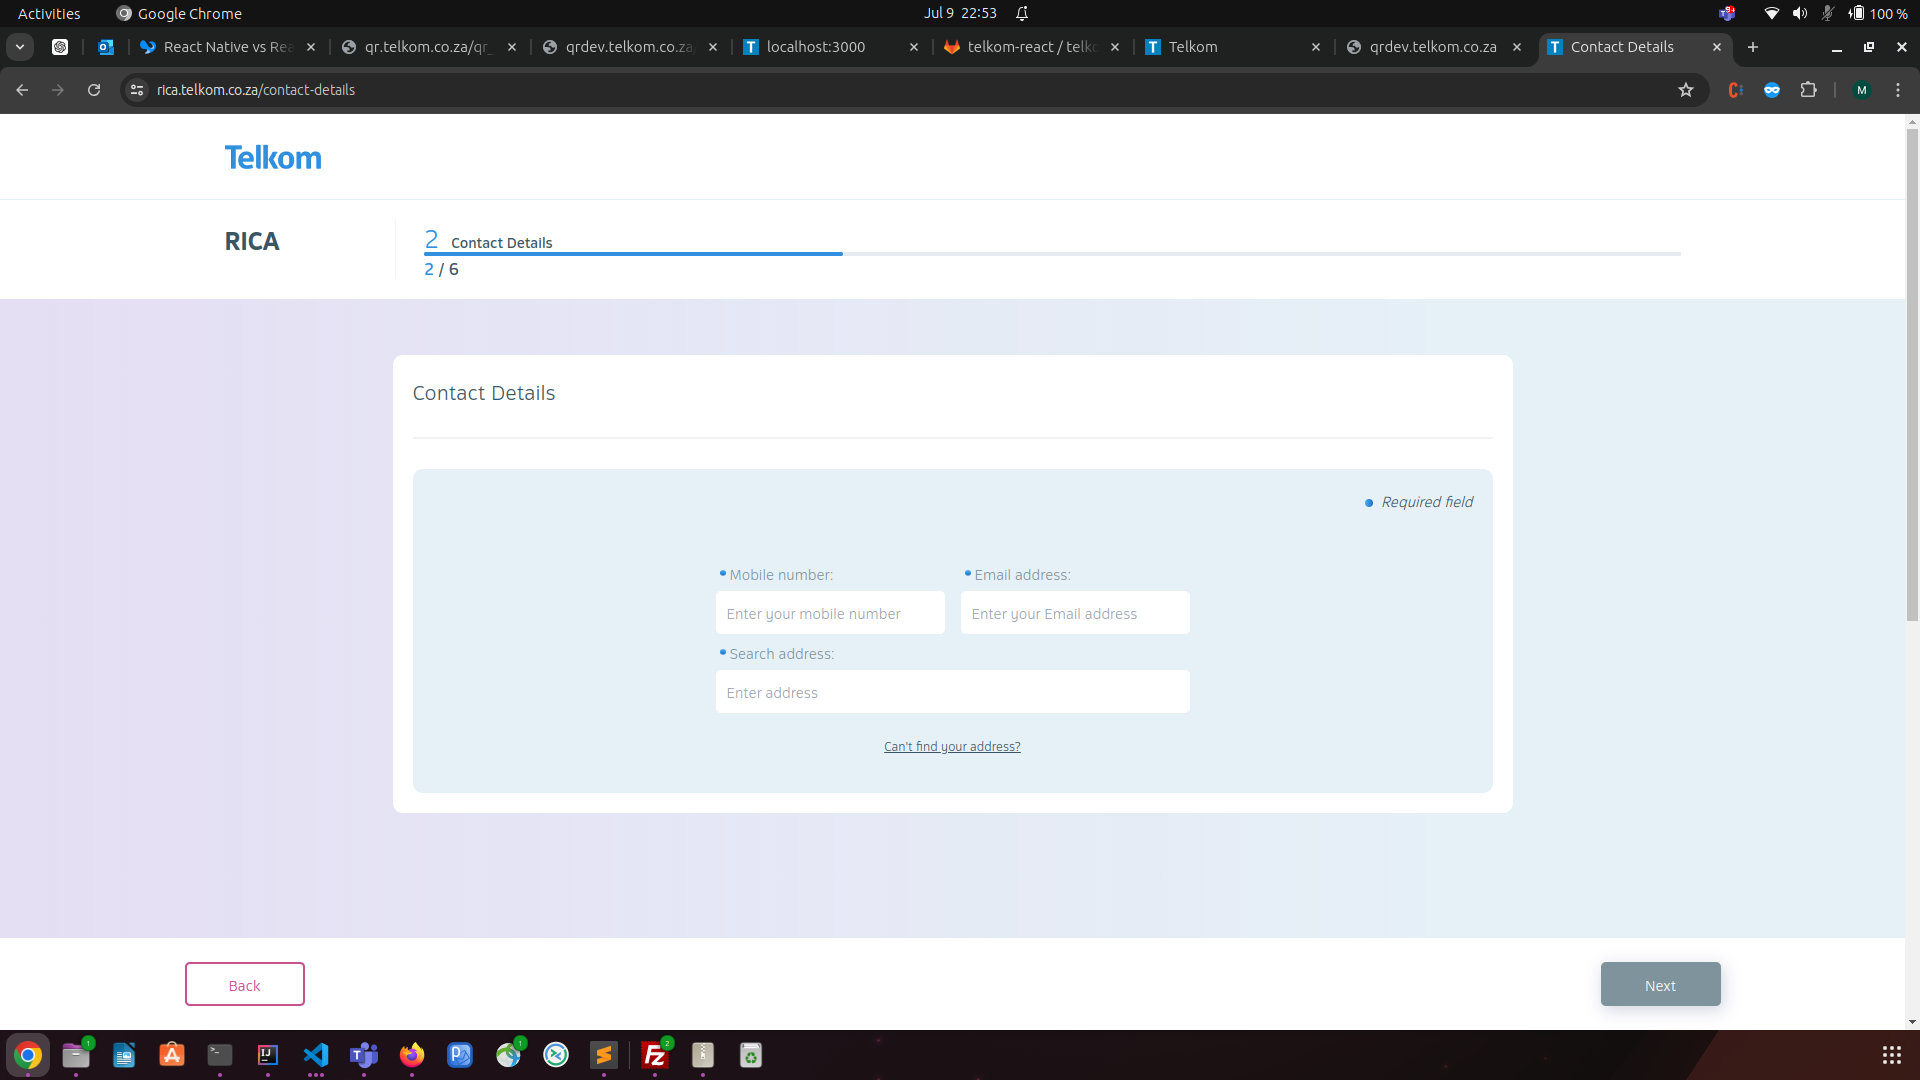 Activities Google Chrome Jul 9 22:53 100 %
React Native vs Rea qr.telkom.co.za/qr_ qrdev.telkom.co.za/ localhost:3000 telkom-react / telko Telkom qrdev.telkom.co.za Contact Details
rica.telkom.co.za/contact-details M
Telkom
RICA
2 Contact Details
2 / 6
Contact Details
Required field
Mobile number: Email address:
Enter your mobile number Enter your Email address
Search address:
Enter address
Can't find your address?
Back Next